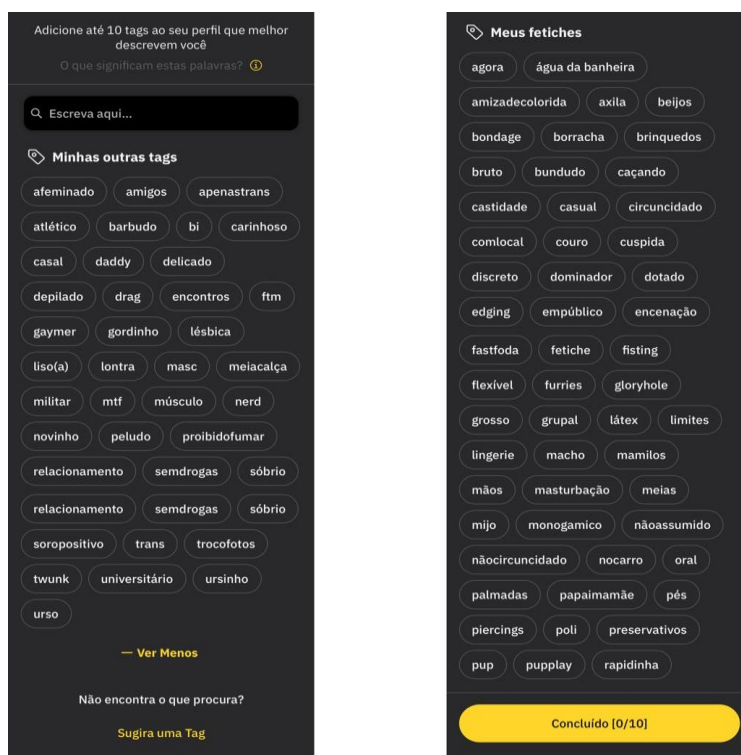 Adicione até 10 tags ao seu perfil que melhor
descrevem você
O que significam estas palavras?
Escreva aqui...
Minhas outras tags
afeminado amigos apenastrans
atlético barbudo bi carinhoso
casal daddy delicado
depilado drag encontros ftm
gaymer gordinho lésbica
liso(a) lontra masc meiacalça
militar mtf músculo nerd
novinho peludo proibidofumar
relacionamento semdrogas sóbrio
relacionamento semdrogas sóbrio
soropositivo trans trocofotos
twunk universitário ursinho
urso
— Ver Menos
Não encontra o que procura?
Sugira uma Tag
Meus fetiches
agora água da banheira
amizadecolorida axila beijos
bondage borracha brinquedos
bruto bundudo caçando
castidade casual circuncidado
comlocal couro cuspida
discreto dominador dotado
edging empúblico encenação
fastfoda fetiche fisting
flexível furries gloryhole
grosso grupal látex limites
lingerie macho mamilos
mãos masturbação meias
mijo monogamico nãoassumido
nãocircuncidado nocarro oral
palmadas papaimamãe pés
piercings poli preservativos
pup pupplay rapidinha
Concluído [0/10]